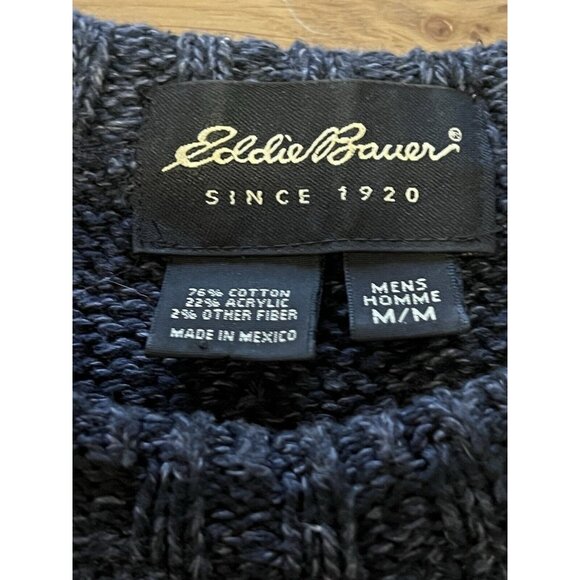 Eddie Bauer®
SINCE 1920
76% COTTON
22% ACRYLIC
2% OTHER FIBER
MADE IN MEXICO
MENS
HOMME
M/M